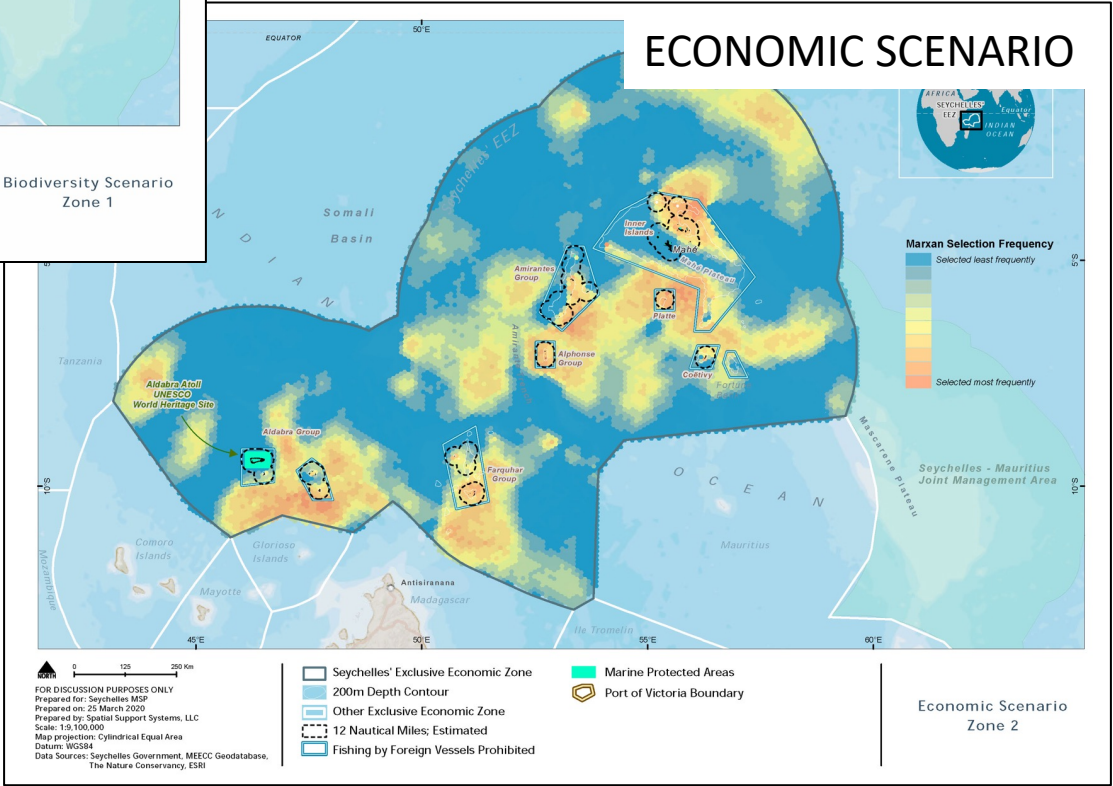 ECONOMIC SCENARIO
Biodiversity Scenario
Zone 1
50°E
EQUATOR
AFRICA
SEYCHELLES'
EEZ
Equator
INDIAN
OCEAN
Seychelles' EEZ
Somali
Basin
INDIAN
Inner
Islands
Mahé
Mahé Plateau
Amirantes
Group
Platte
Alphonse
Group
Coëtivy
Fortune
Marxan Selection Frequency
Selected least frequently
Selected most frequently
5°S
Tanzania
Aldabra Atoll
UNESCO
World Heritage Site
Aldabra Group
Farquhar
Group
10°S
10°S
OCEAN
Mascarene Plateau
Seychelles - Mauritius
Joint Management Area
Mauritius
Comoro
Islands
Glorioso
Islands
Mayotte
Mozambique
Antisiranana
Madagascar
Ile Tromelin
45°E
50°E
55°E
60°E
NORTH
0 125 250 Km
FOR DISCUSSION PURPOSES ONLY
Prepared for: Seychelles MSP
Prepared on: 25 March 2020
Prepared by: Spatial Support Systems, LLC
Scale: 1:9,100,000
Map projection: Cylindrical Equal Area
Datum: WGS84
Data Sources: Seychelles Government, MEECC Geodatabase,
The Nature Conservancy, ESRI
Seychelles' Exclusive Economic Zone
200m Depth Contour
Other Exclusive Economic Zone
12 Nautical Miles; Estimated
Fishing by Foreign Vessels Prohibited
Marine Protected Areas
Port of Victoria Boundary
Economic Scenario
Zone 2